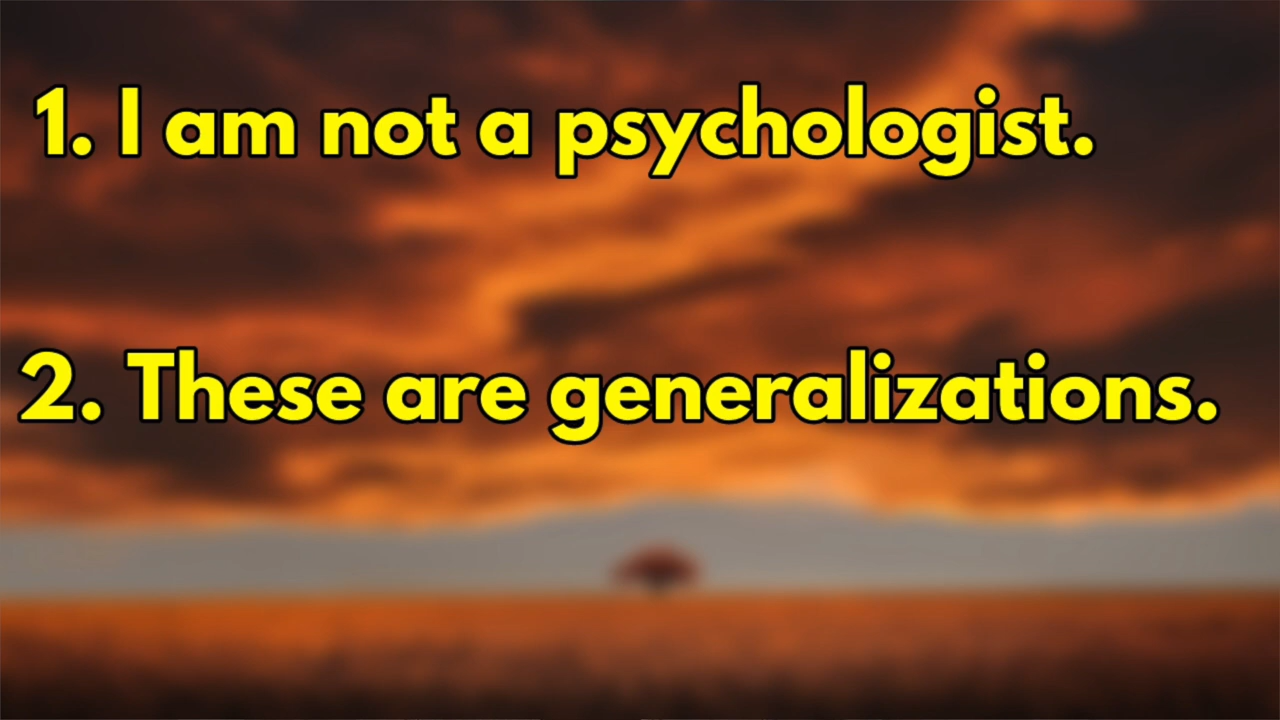 1. I am not a psychologist.
2. These are generalizations.